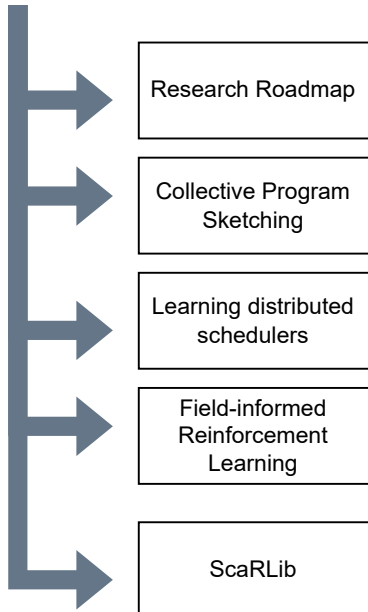 Research Roadmap
Collective Program
Sketching
Learning distributed
schedulers
Field-informed
Reinforcement
Learning
ScaRLib